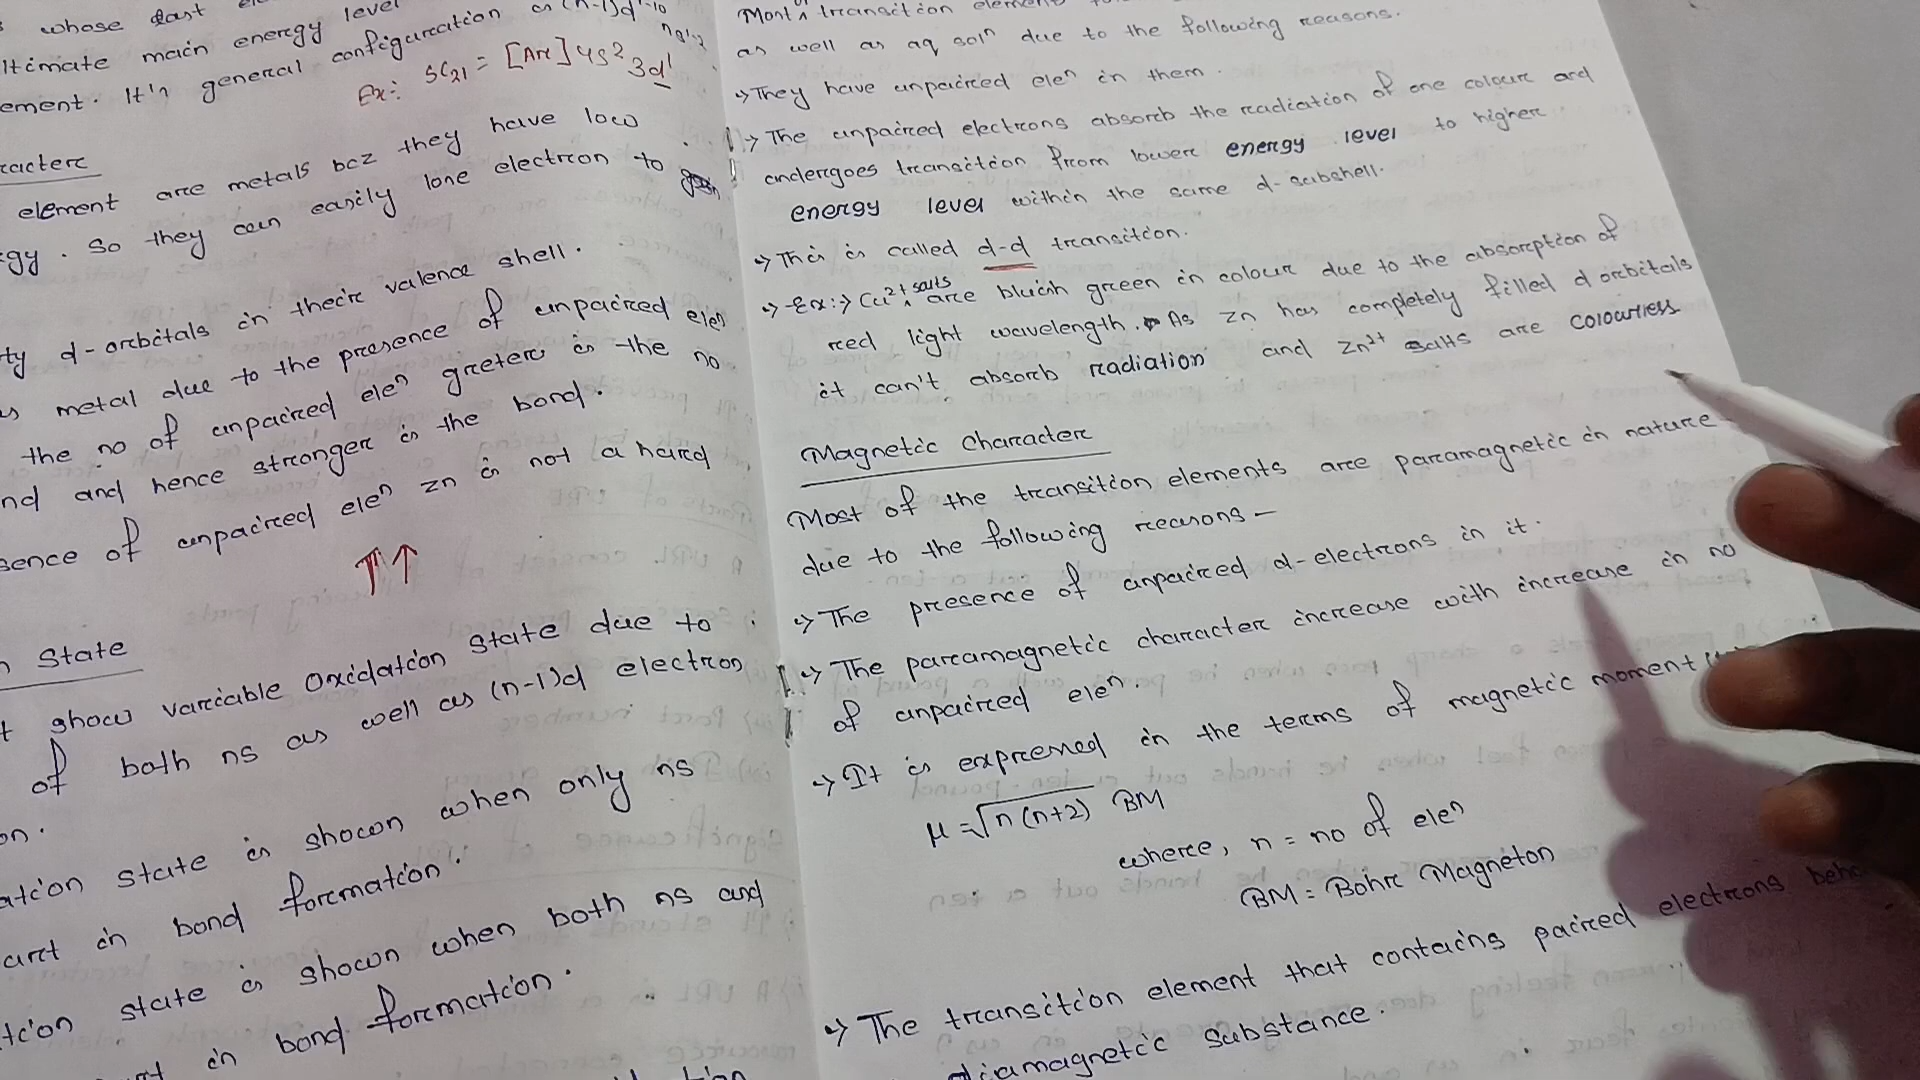 whose last
ltimate main energy level
ement. It's general configuration is (n-1)d¹⁻¹⁰
ns¹⁻²
Ex: Sc₂₁ = [Ar]4s² 3d¹
racter
element are metals bcz they have low
gy. So they can easily lone electron to
ty d-orbitals in their valence shell.
s metal due to the presence of unpaired eleⁿ
the no of unpaired eleⁿ greter is the no
nd and hence stronger is the bond.
sence of unpaired eleⁿ zn is not a hard
↑↑
n State
t show variable Oxidation state due to
of both ns as well as (n-1)d electron
on.
ation state is shown when only ns
art in bond formation.
tion state is shown when both ns and
in bond formation.
Most transition
as well as aq solⁿ due to the following reasons.
→ They have unpaired eleⁿ in them.
→ The unpaired electrons absorb the radiation of one colour and
undergoes transition from lower energy level to higher
energy level within the same d-subshell.
→ This is called d-d transition.
→ Ex:→ Cu²⁺ salts are bluish green in colour due to the absorption of
red light wavelength. As Zn has completely filled d orbitals
it can't absorb radiation and Zn²⁺ salts are colourless
Magnetic Character
Most of the transition elements are paramagnetic in nature
due to the following reasons —
→ The presence of unpaired d-electrons in it.
→ The paramagnetic character increase with increase in no
of unpaired eleⁿ.
→ It is expressed in the terms of magnetic moment
μ = √n(n+2) BM
where, n = no of eleⁿ
BM = Bohr Magneton
→ The transition element that contains paired electrons beha
diamagnetic substance.